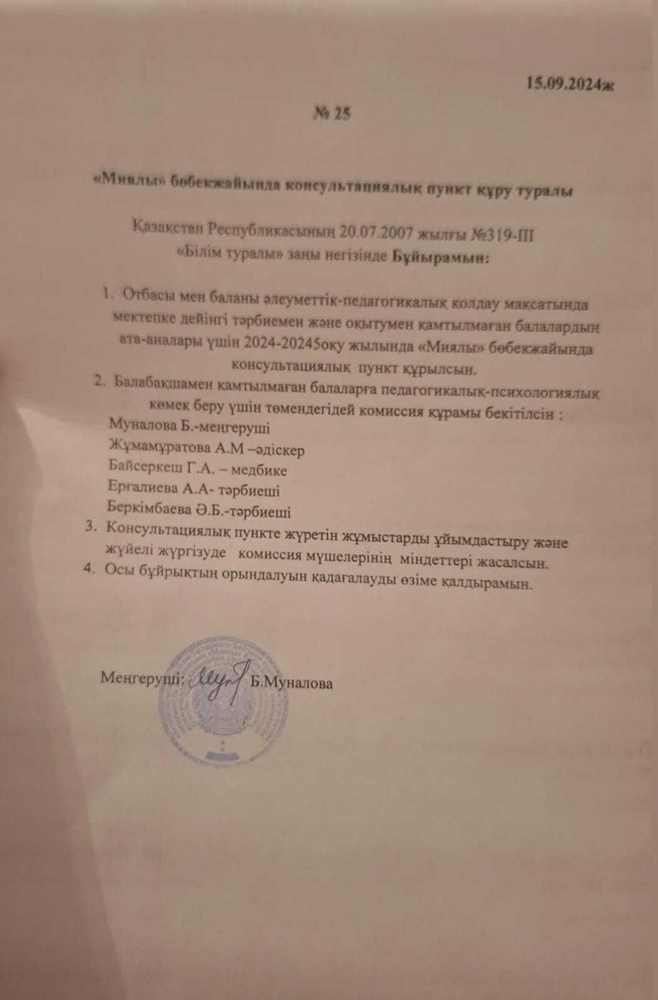 15.09.2024ж
№ 25
«Миялы» бөбекжайында консультациялық пункт құру туралы
Қазақстан Республикасының 20.07.2007 жылғы №319-III
«Білім туралы» заңы негізінде Бұйырамын:
1. Отбасы мен баланы әлеуметтік-педагогикалық қолдау мақсатында
мектепке дейінгі тәрбиемен және оқытумен қамтылмаған балалардың
ата-аналары үшін 2024-20245оқу жылында «Миялы» бөбекжайында
консультациялық пункт құрылсын.
2. Балабақшамен қамтылмаған балаларға педагогикалық-психологиялық
көмек беру үшін төмендегідей комиссия құрамы бекітілсін :
Муналова Б.-меңгеруші
Жұмамұратова А.М –әдіскер
Байсеркеш Г.А. – медбике
Ергалиева А.А- тәрбиеші
Беркімбаева Ә.Б.-тәрбиеші
3. Консультациялық пункте жүретін жұмыстарды ұйымдастыру және
жүйелі жүргізуде комиссия мүшелерінің міндеттері жасалсын.
4. Осы бұйрықтың орындалуын қадағалауды өзіме қалдырамын.
Меңгеруші: Б.Муналова